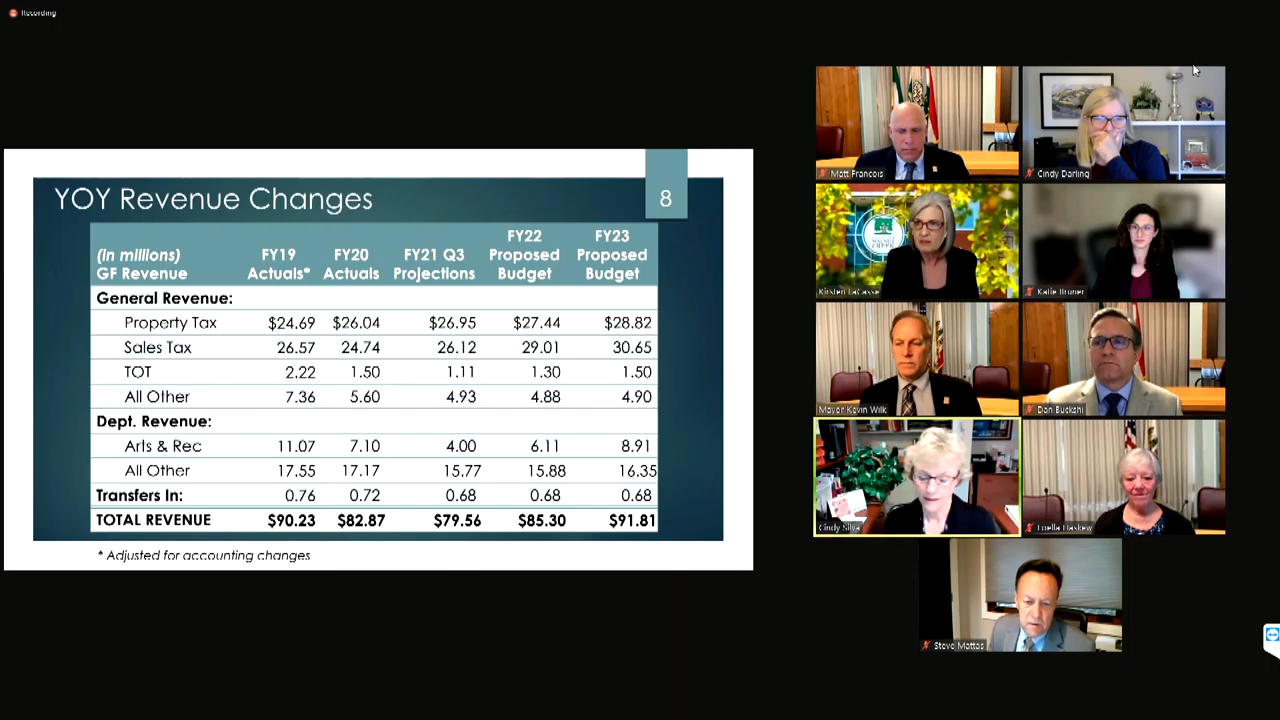 Recording
8
YOY Revenue Changes
(in millions) GF Revenue FY19 Actuals* FY20 Actuals FY21 Q3 Projections FY22 Proposed Budget FY23 Proposed Budget
General Revenue:
Property Tax $24.69 $26.04 $26.95 $27.44 $28.82
Sales Tax 26.57 24.74 26.12 29.01 30.65
TOT 2.22 1.50 1.11 1.30 1.50
All Other 7.36 5.60 4.93 4.88 4.90
Dept. Revenue:
Arts & Rec 11.07 7.10 4.00 6.11 8.91
All Other 17.55 17.17 15.77 15.88 16.35
Transfers In: 0.76 0.72 0.68 0.68 0.68
TOTAL REVENUE $90.23 $82.87 $79.56 $85.30 $91.81
* Adjusted for accounting changes
Matt Francois
Cindy Darling
WALNUT
CREEK
Kirsten LaCasse
Katie Bruner
Mayor Kevin Wilk
Dan Buckshi
Cindy Silva
Loella Haskew
Steve Mattas